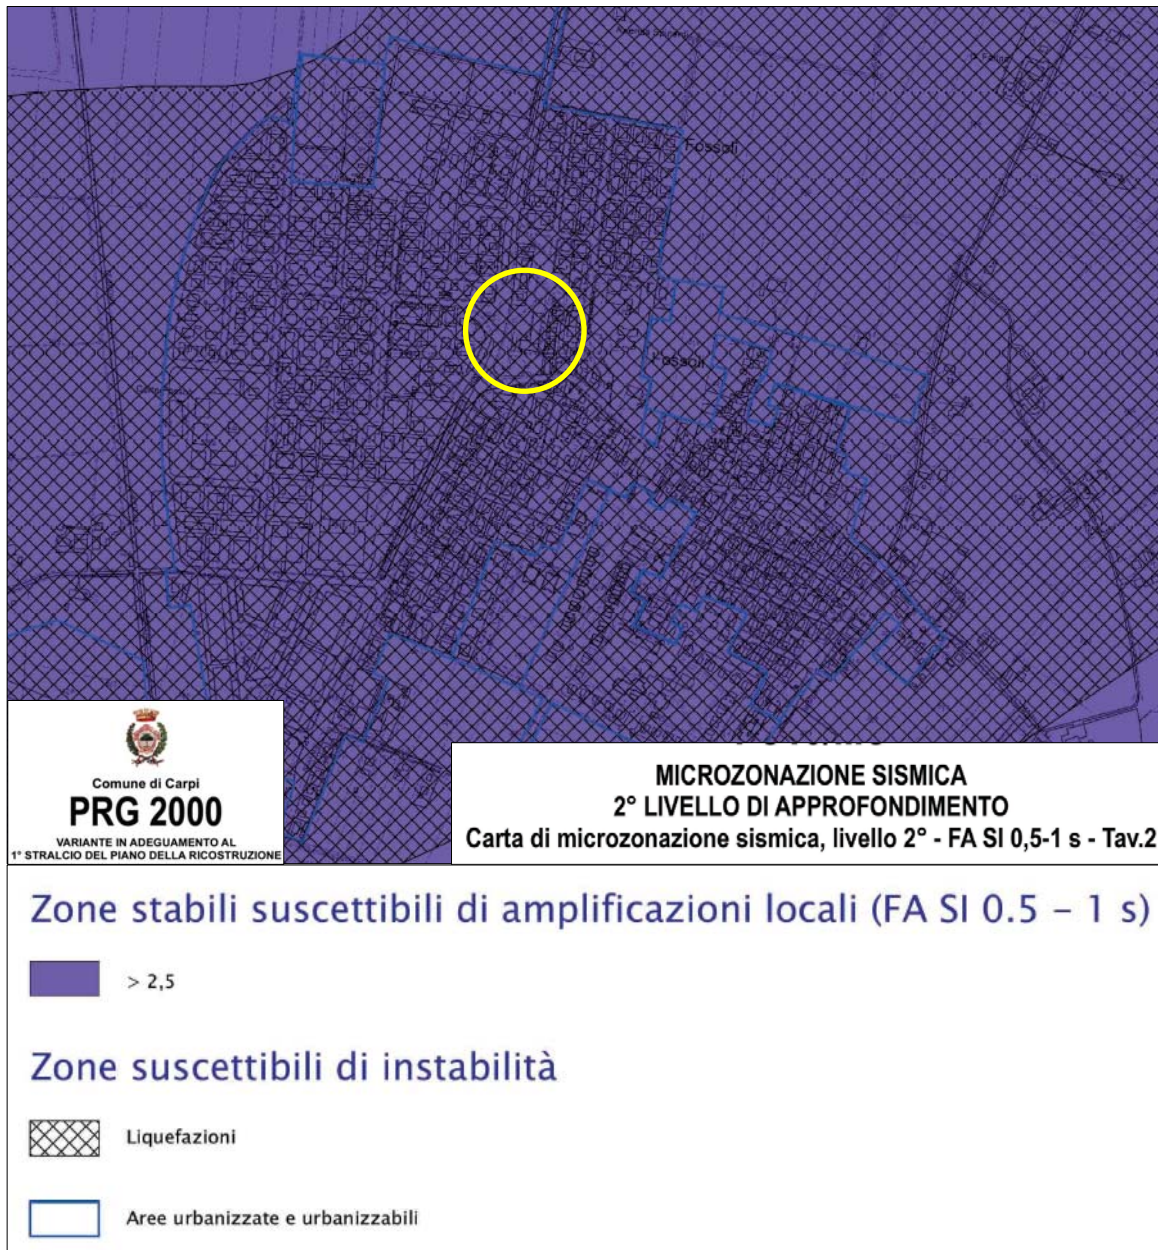 Fossoli
Fossoli
Comune di Carpi
PRG 2000
VARIANTE IN ADEGUAMENTO AL
1° STRALCIO DEL PIANO DELLA RICOSTRUZIONE
MICROZONAZIONE SISMICA
2° LIVELLO DI APPROFONDIMENTO
Carta di microzonazione sismica, livello 2° - FA SI 0,5-1 s - Tav.2
Zone stabili suscettibili di amplificazioni locali (FA SI 0.5 – 1 s)
> 2,5
Zone suscettibili di instabilità
Liquefazioni
Aree urbanizzate e urbanizzabili